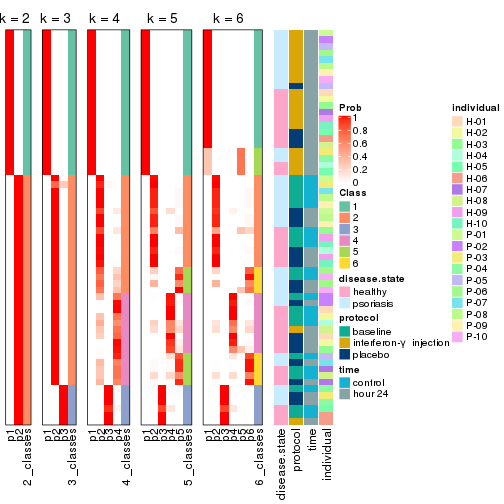 k = 2
k = 3
k = 4
k = 5
k = 6
p1
p2
2_classes
p1
p2
p3
3_classes
p1
p2
p3
p4
4_classes
p1
p2
p3
p4
p5
5_classes
p1
p2
p3
p4
p5
p6
6_classes
disease.state
protocol
time
individual
Prob
1
0.8
0.6
0.4
0.2
0
Class
1
2
3
4
5
6
disease.state
healthy
psoriasis
protocol
baseline
interferon-γ injection
placebo
time
control
hour 24
individual
H-01
H-02
H-03
H-04
H-05
H-06
H-07
H-08
H-09
H-10
P-01
P-02
P-03
P-04
P-05
P-06
P-07
P-08
P-09
P-10